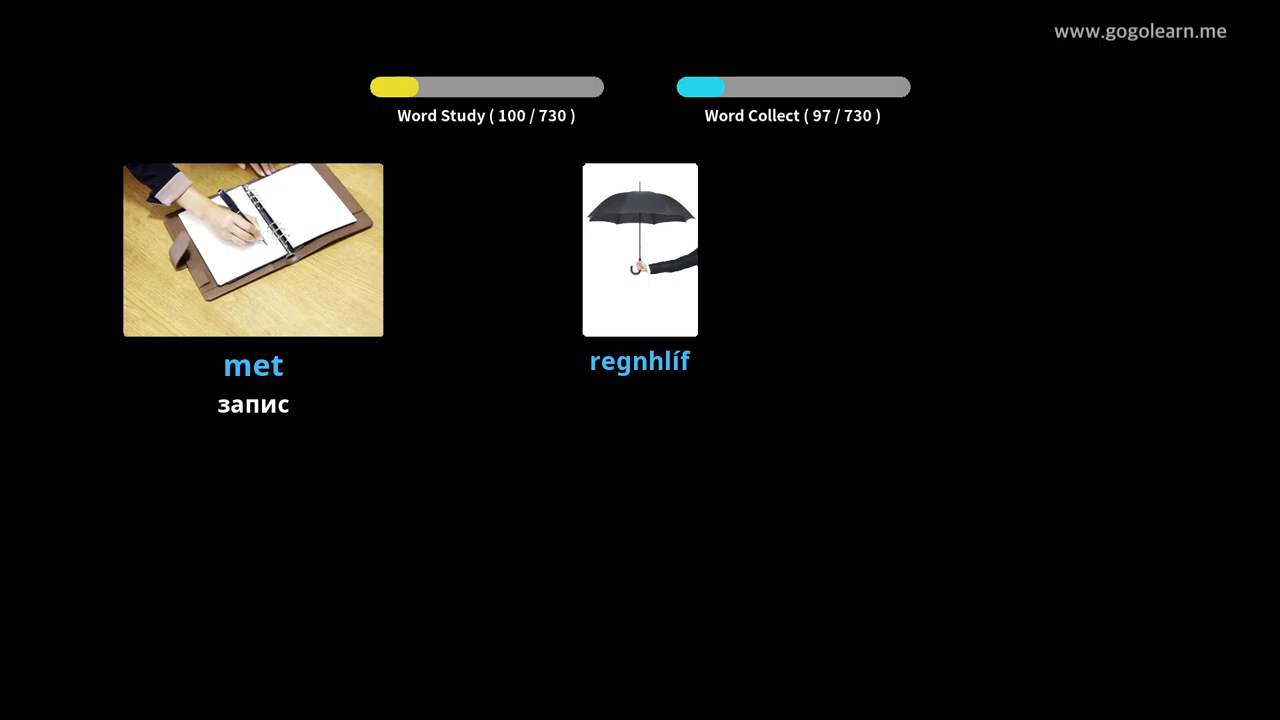 www.gogolearn.me
Word Study ( 100 / 730 )
Word Collect ( 97 / 730 )
met
запис
regnhlíf